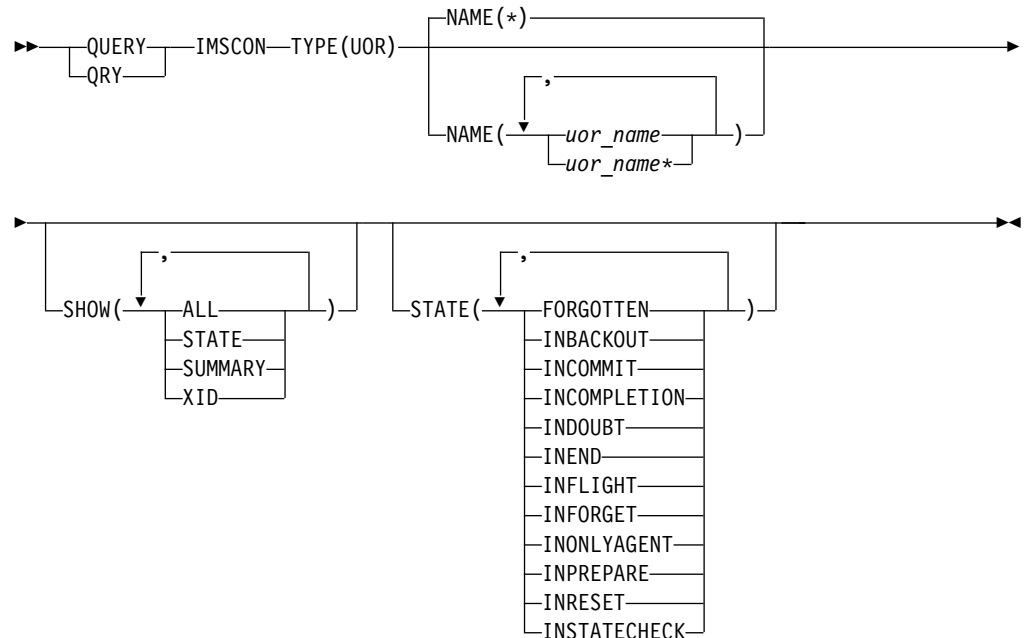 NAME(*)
QUERY IMSCON TYPE(UOR)
QRY
,
NAME( uor_name )
uor_name*
, ,
SHOW( ALL ) STATE( FORGOTTEN )
STATE INBACKOUT
SUMMARY INCOMMIT
XID INCOMPLETION
INDOUBT
INEND
INFLIGHT
INFORGET
INONLYAGENT
INPREPARE
INRESET
INSTATECHECK